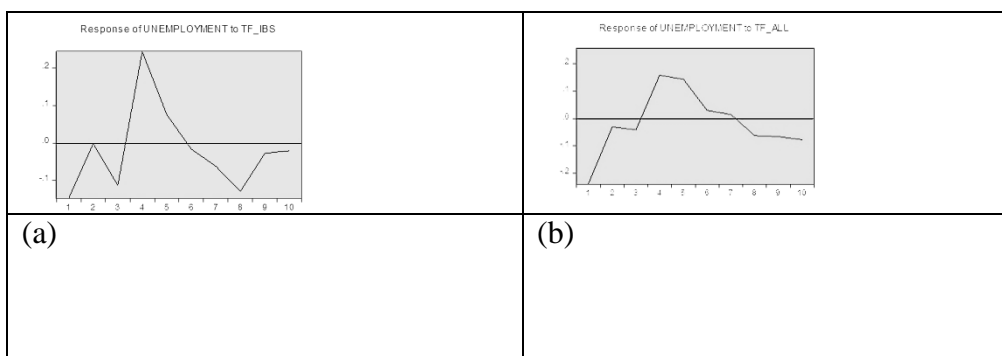 Response of UNEMPLOYMENT to TF_IBS
.2
.1
.0
-.1
1 2 3 4 5 6 7 8 9 10
Response of UNEMPLOYMENT to TF_ALL
.2
.1
.0
-.1
-.2
1 2 3 4 5 6 7 8 9 10
(a)
(b)